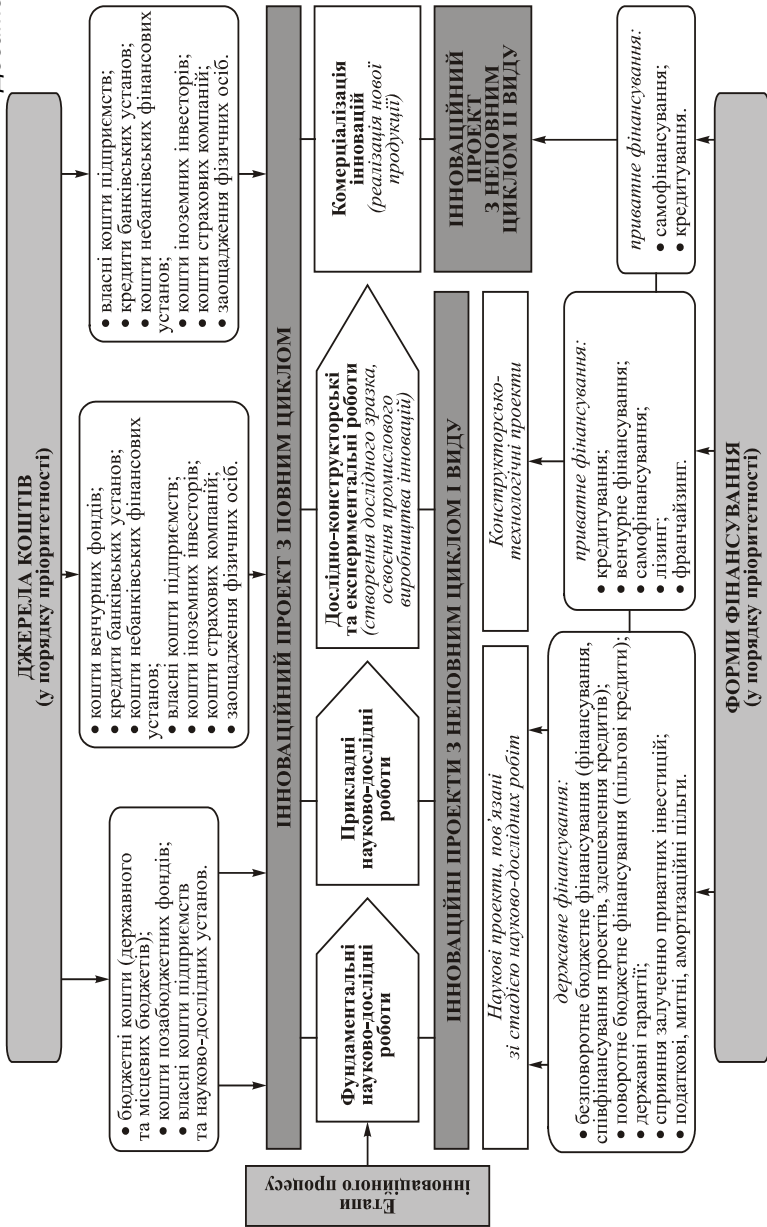 ДЖЕРЕЛА КОШТІВ
(у порядку пріоритетності)
• бюджетні кошти (державного
та місцевих бюджетів);
• кошти позабюджетних фондів;
• власні кошти підприємств
та науково-дослідних установ.
• кошти венчурних фондів;
• кредити банківських установ;
• кошти небанківських фінансових
установ;
• власні кошти підприємств;
• кошти іноземних інвесторів;
• кошти страхових компаній;
• заощадження фізичних осіб.
• власні кошти підприємств;
• кредити банківських установ;
• кошти небанківських фінансових
установ;
• кошти іноземних інвесторів;
• кошти страхових компаній;
• заощадження фізичних осіб.
ІННОВАЦІЙНИЙ ПРОЕКТ З ПОВНИМ ЦИКЛОМ
Етапи
інноваційного процесу
Фундаментальні
науково-дослідні
роботи
Прикладні
науково-дослідні
роботи
Дослідно-конструкторські
та експериментальні роботи
(створення дослідного зразка,
освоєння промислового
виробництва інновацій)
Комерціалізація
інновацій
(реалізація нової
продукції)
ІННОВАЦІЙНІ ПРОЕКТИ З НЕПОВНИМ ЦИКЛОМ І ВИДУ
ІННОВАЦІЙНИЙ
ПРОЕКТ
З НЕПОВНИМ
ЦИКЛОМ ІІ ВИДУ
Наукові проекти, пов’язані
зі стадією науково-дослідних робіт
Конструкторсько-
технологічні проекти
державне фінансування:
• безповоротне бюджетне фінансування (фінансування,
співфінансування проектів, здешевлення кредитів);
• поворотне бюджетне фінансування (пільгові кредити);
• державні гарантії;
• сприяння залученню приватних інвестицій;
• податкові, митні, амортизаційні пільги.
приватне фінансування:
• кредитування;
• венчурне фінансування;
• самофінансування;
• лізинг;
• франчайзинг.
приватне фінансування:
• самофінансування;
• кредитування.
ФОРМИ ФІНАНСУВАННЯ
(у порядку пріоритетності)